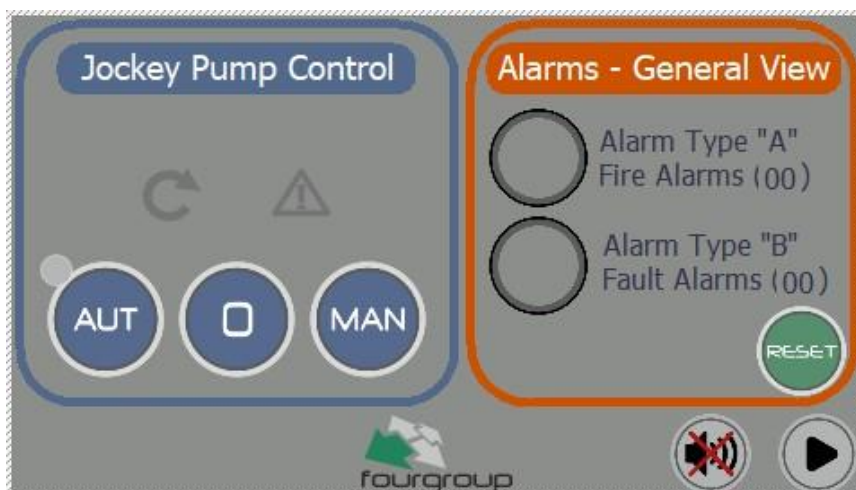 Jockey Pump Control
AUT
0
MAN
Alarms - General View
Alarm Type "A"
Fire Alarms (00)
Alarm Type "B"
Fault Alarms (00)
RESET
fourgroup